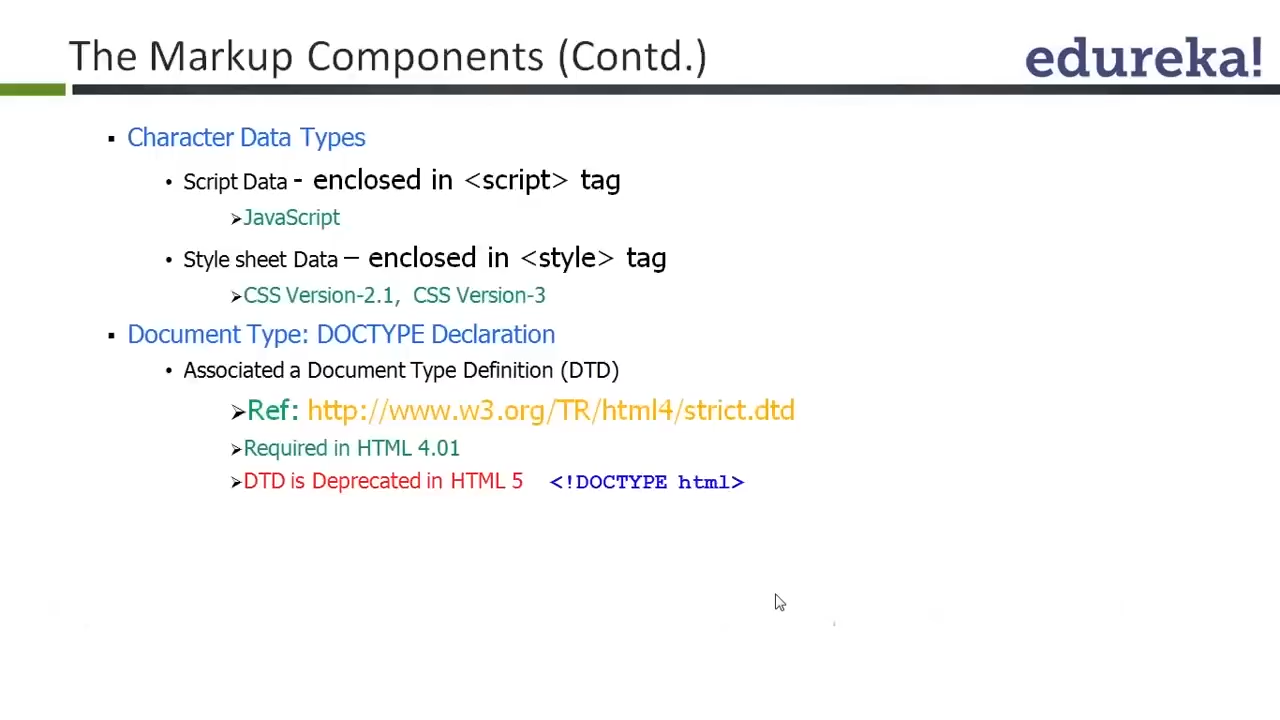 The Markup Components (Contd.)
edureka!
▪ Character Data Types
• Script Data - enclosed in <script> tag
➢JavaScript
• Style sheet Data – enclosed in <style> tag
➢CSS Version-2.1, CSS Version-3
▪ Document Type: DOCTYPE Declaration
• Associated a Document Type Definition (DTD)
➢Ref: http://www.w3.org/TR/html4/strict.dtd
➢Required in HTML 4.01
➢DTD is Deprecated in HTML 5 <!DOCTYPE html>